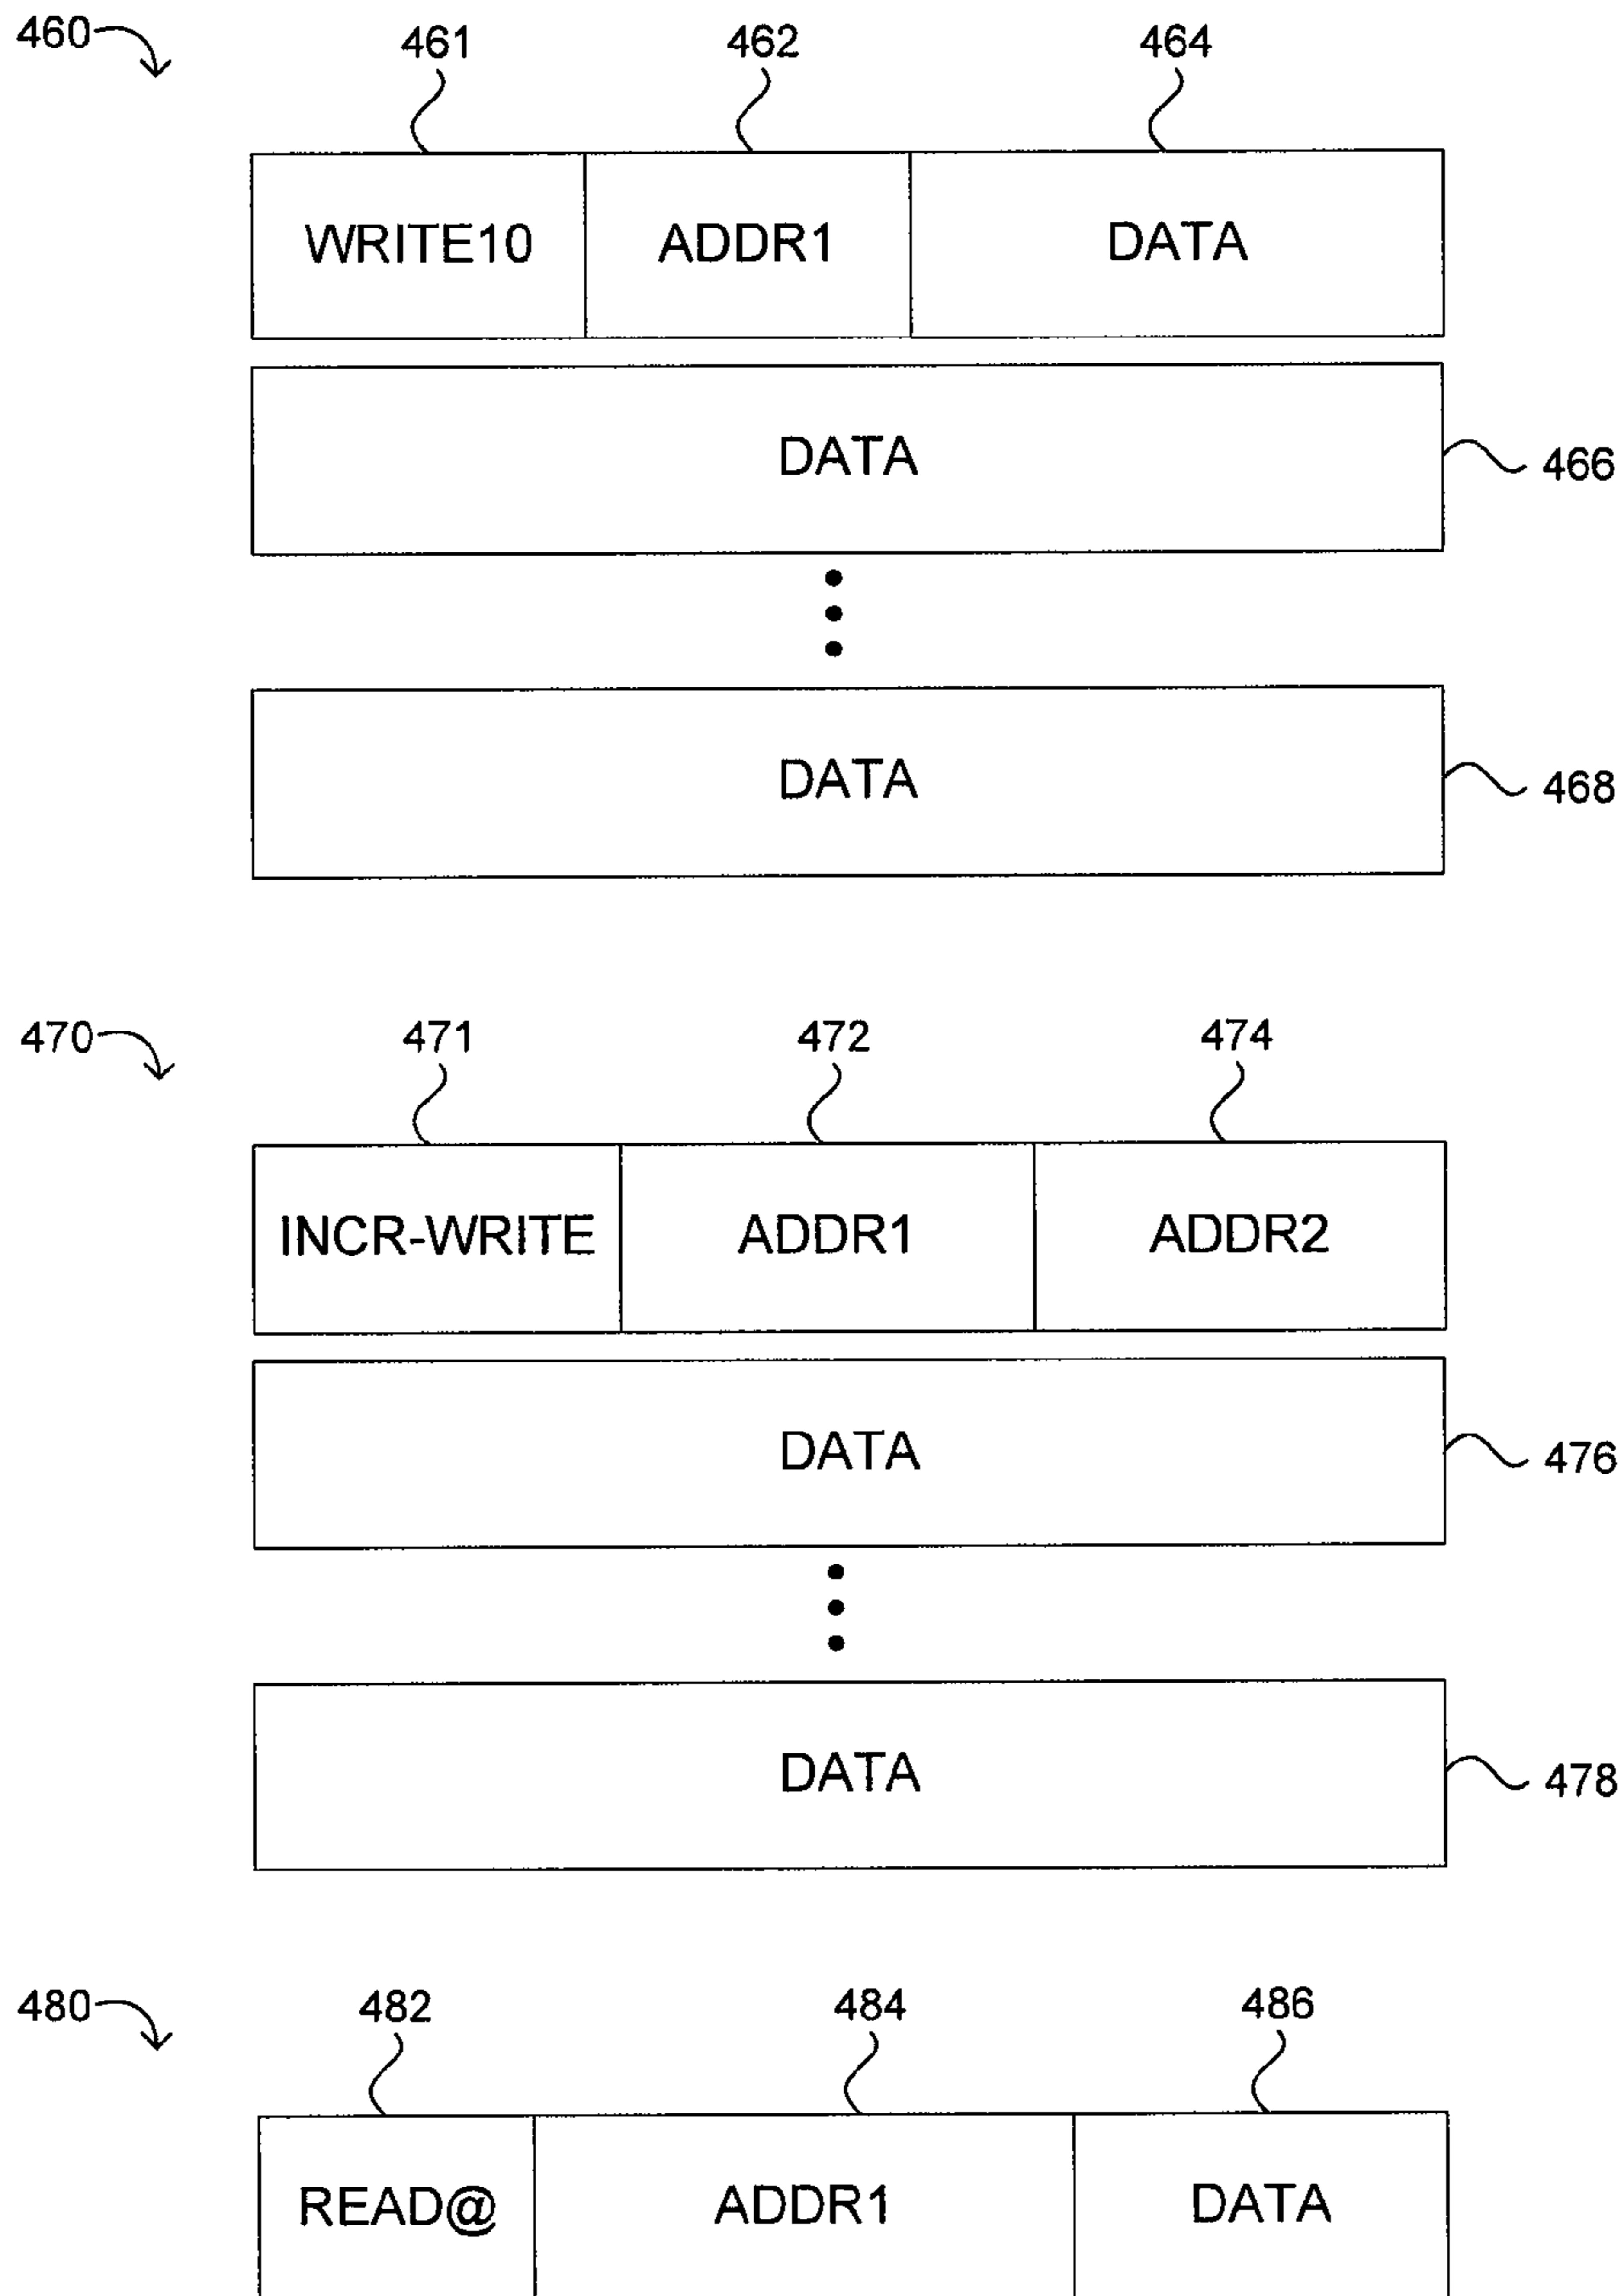 460
461 462 464
WRITE10 ADDR1 DATA
DATA 466
DATA 468
470
471 472 474
INCR-WRITE ADDR1 ADDR2
DATA 476
DATA 478
480
482 484 486
READ@ ADDR1 DATA